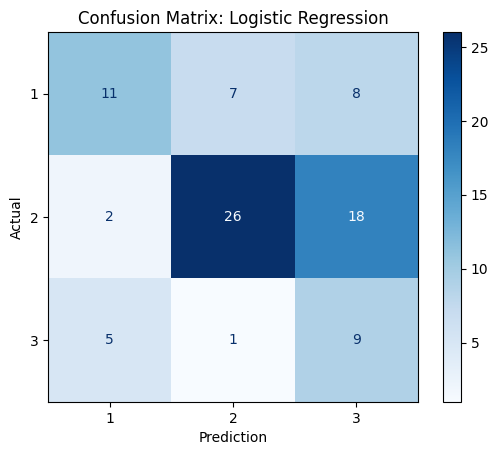 Confusion Matrix: Logistic Regression
25
1 11 7 8
20
Actual
2 2 26 18
15
10
3 5 1 9
5
1 2 3
Prediction